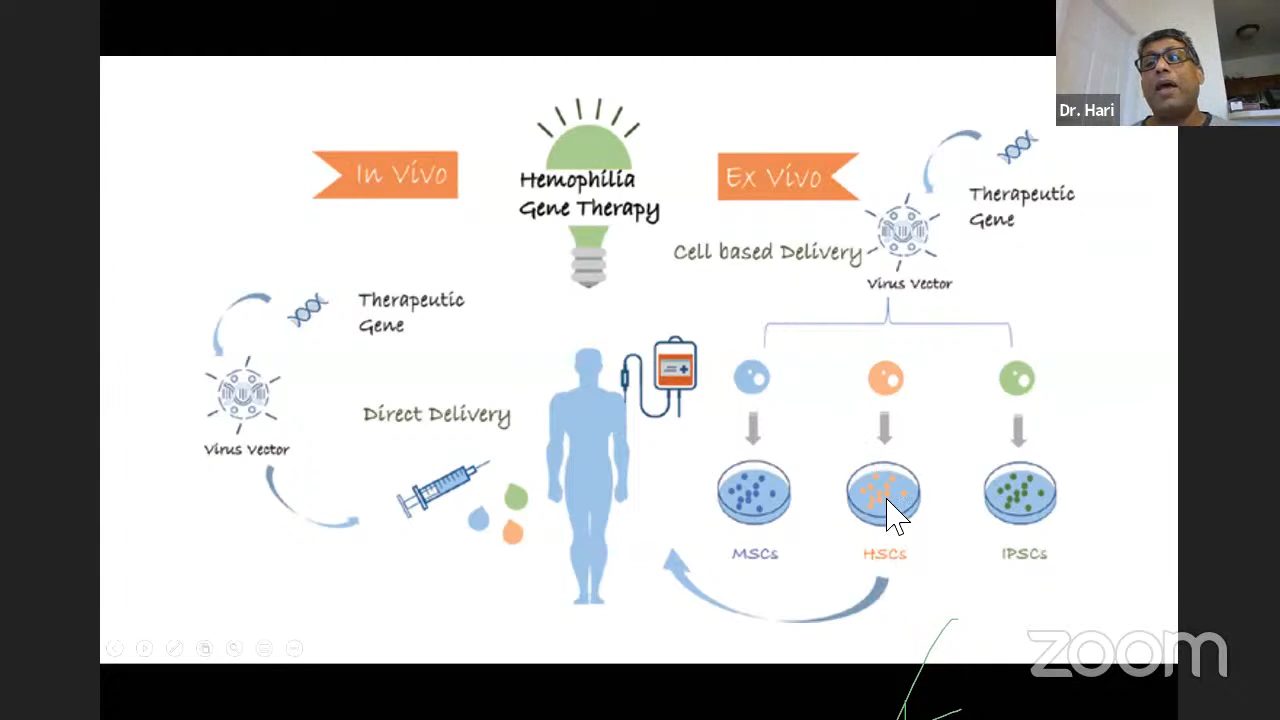 Dr. Hari
In Vivo
Hemophilia
Gene Therapy
Ex Vivo
Therapeutic
Gene
Cell based Delivery
Virus Vector
Therapeutic
Gene
Direct Delivery
Virus Vector
MSCs
HSCs
IPSCs
zoom